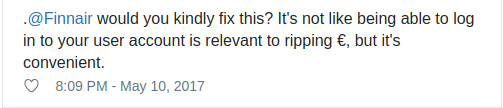 .@Finnair would you kindly fix this? It's not like being able to log
in to your user account is relevant to ripping €, but it's
convenient.
8:09 PM - May 10, 2017